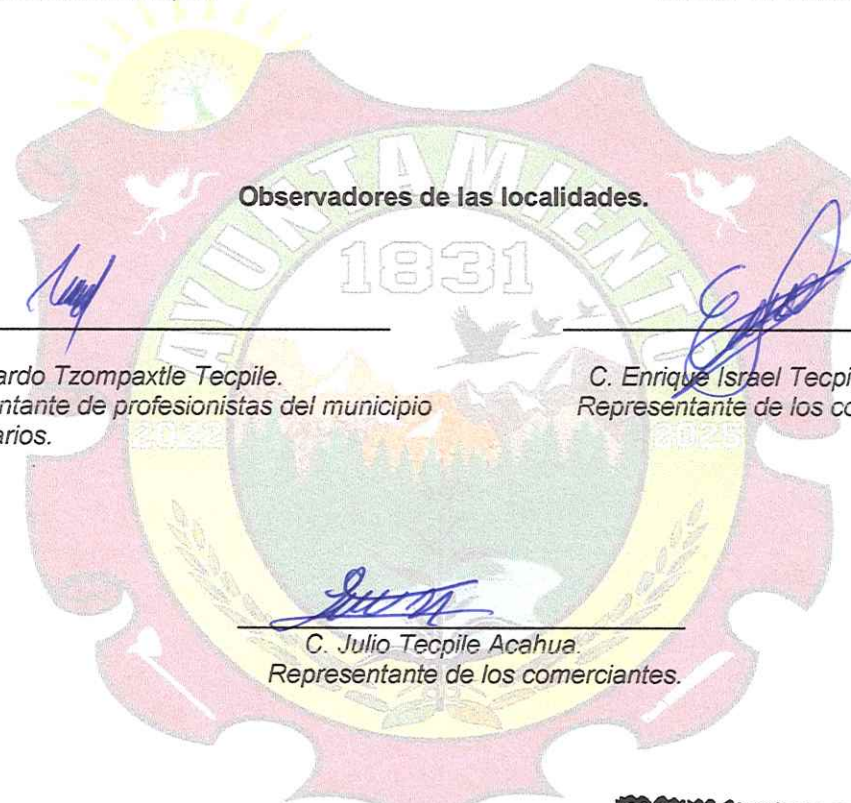 Observadores de las localidades.
AYUNTAMIENTO
1831
ardo Tzompaxtle Tecpile.
ntante de profesionistas del municipio
arios.
C. Enrique Israel Tecpi
Representante de los co
2022
2025
C. Julio Tecpile Acahua.
Representante de los comerciantes.